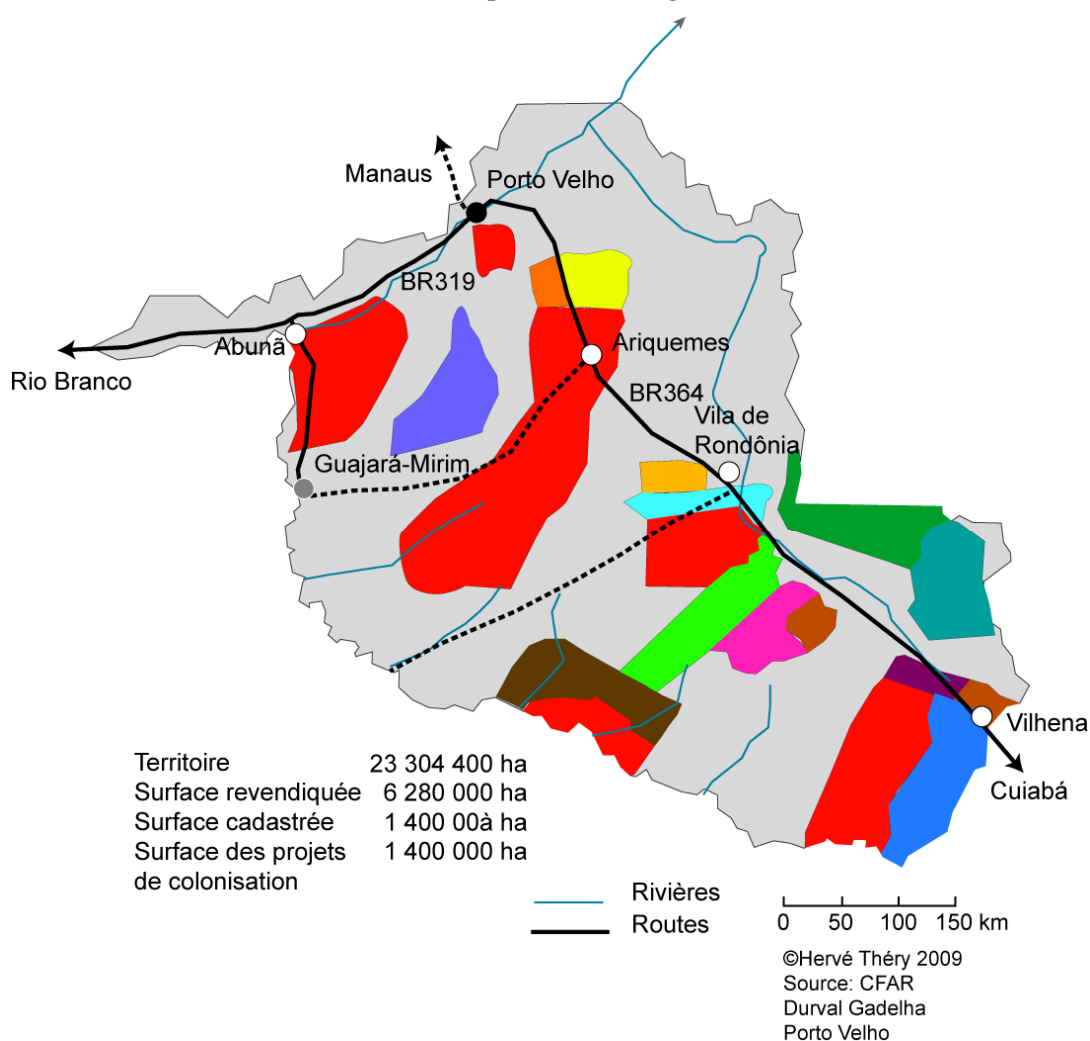 Manaus
Porto Velho
BR319
Abunã
Ariquemes
Rio Branco
BR364
Vila de
Rondônia
Guajará-Mirim
Vilhena
Cuiabá
Territoire 23 304 400 ha
Surface revendiquée 6 280 000 ha
Surface cadastrée 1 400 00à ha
Surface des projets 1 400 000 ha
de colonisation
Rivières
Routes
0 50 100 150 km
©Hervé Théry 2009
Source: CFAR
Durval Gadelha
Porto Velho